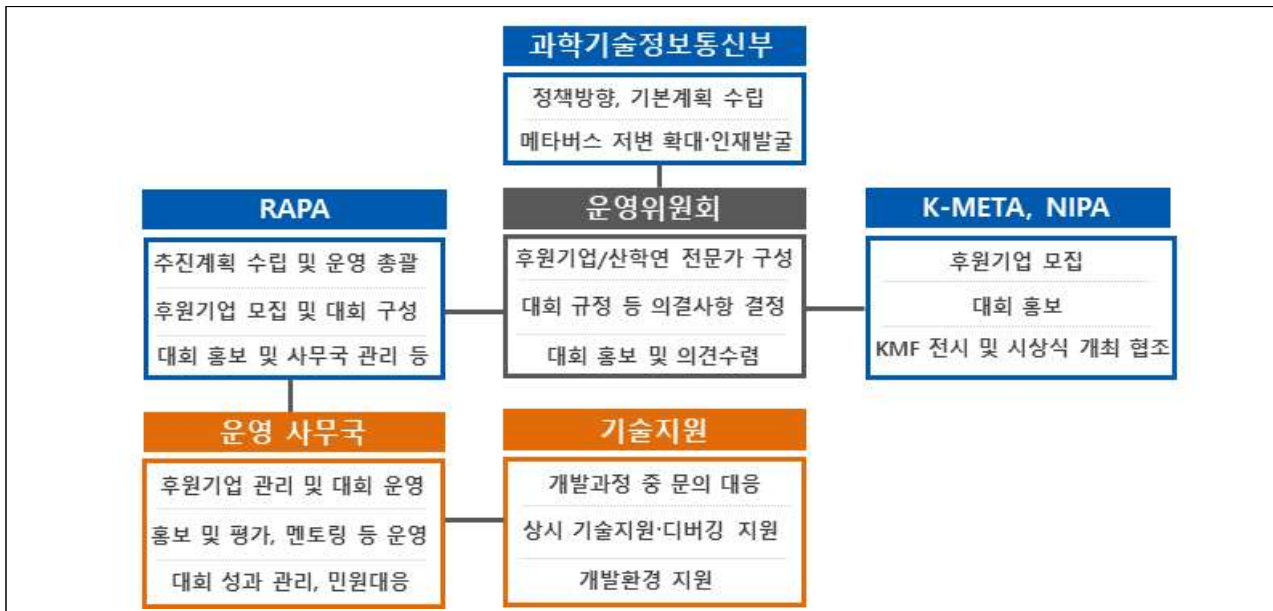 과학기술정보통신부
정책방향, 기본계획 수립
메타버스 저변 확대·인재발굴
RAPA
추진계획 수립 및 운영 총괄
후원기업 모집 및 대회 구성
대회 홍보 및 사무국 관리 등
운영위원회
후원기업/산학연 전문가 구성
대회 규정 등 의결사항 결정
대회 홍보 및 의견수렴
K-META, NIPA
후원기업 모집
대회 홍보
KMF 전시 및 시상식 개최 협조
운영 사무국
후원기업 관리 및 대회 운영
홍보 및 평가, 멘토링 등 운영
대회 성과 관리, 민원대응
기술지원
개발과정 중 문의 대응
상시 기술지원·디버깅 지원
개발환경 지원